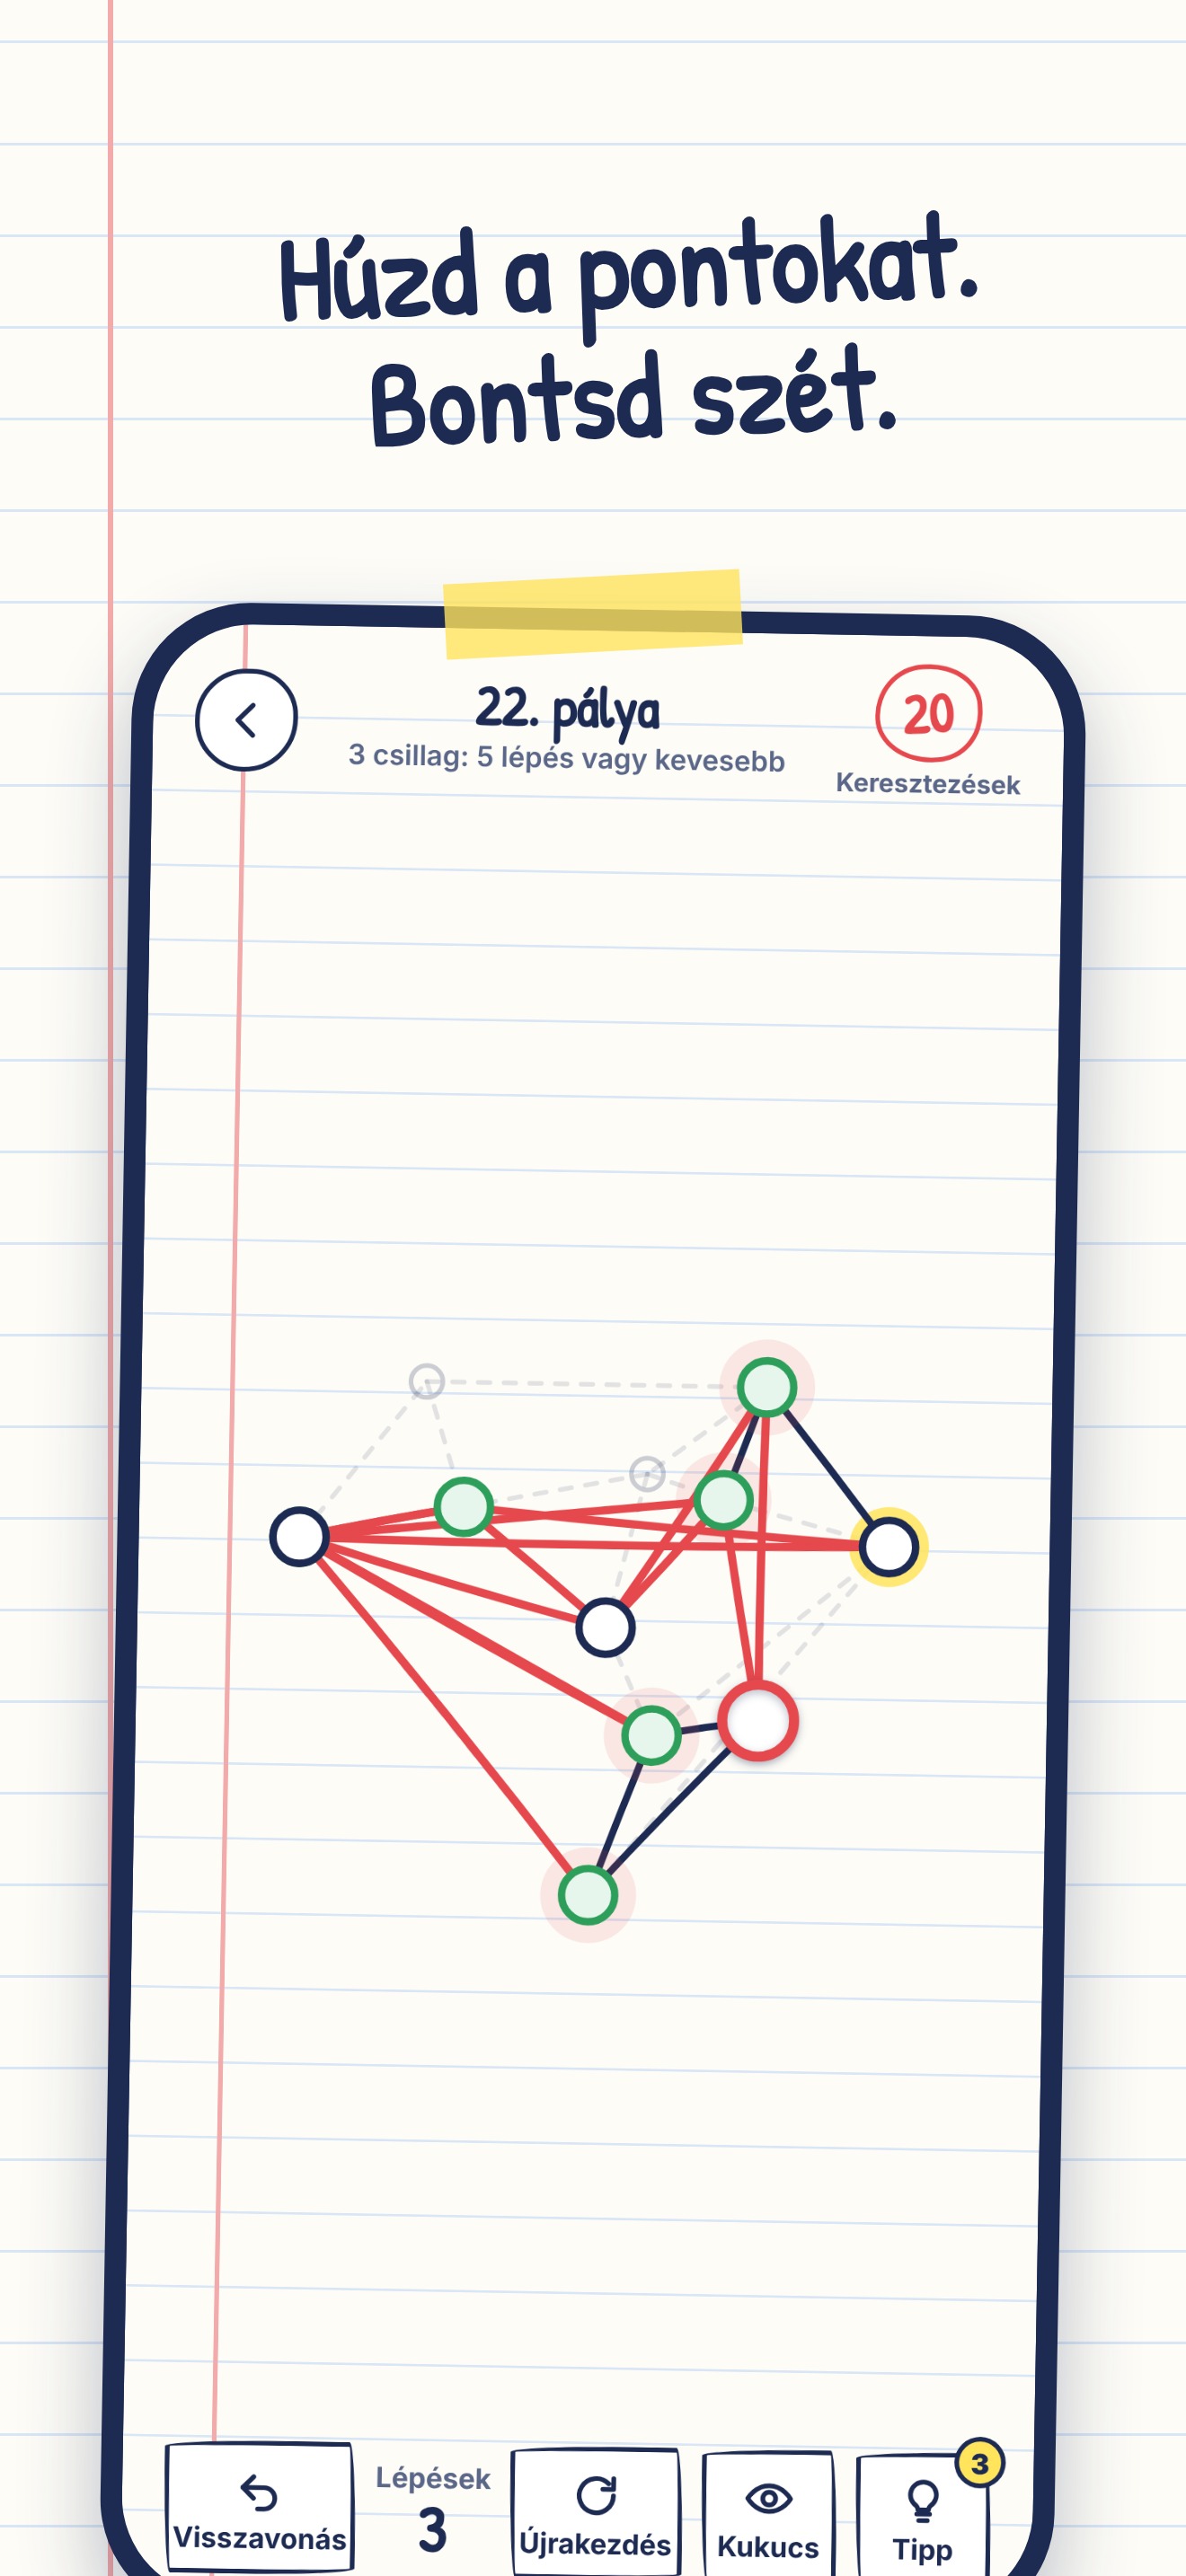 Húzd a pontokat.
Bontsd szét.
22. pálya
3 csillag: 5 lépés vagy kevesebb
20
Keresztezések
Visszavonás
Lépések
3
Újrakezdés
Kukucs
3
Tipp